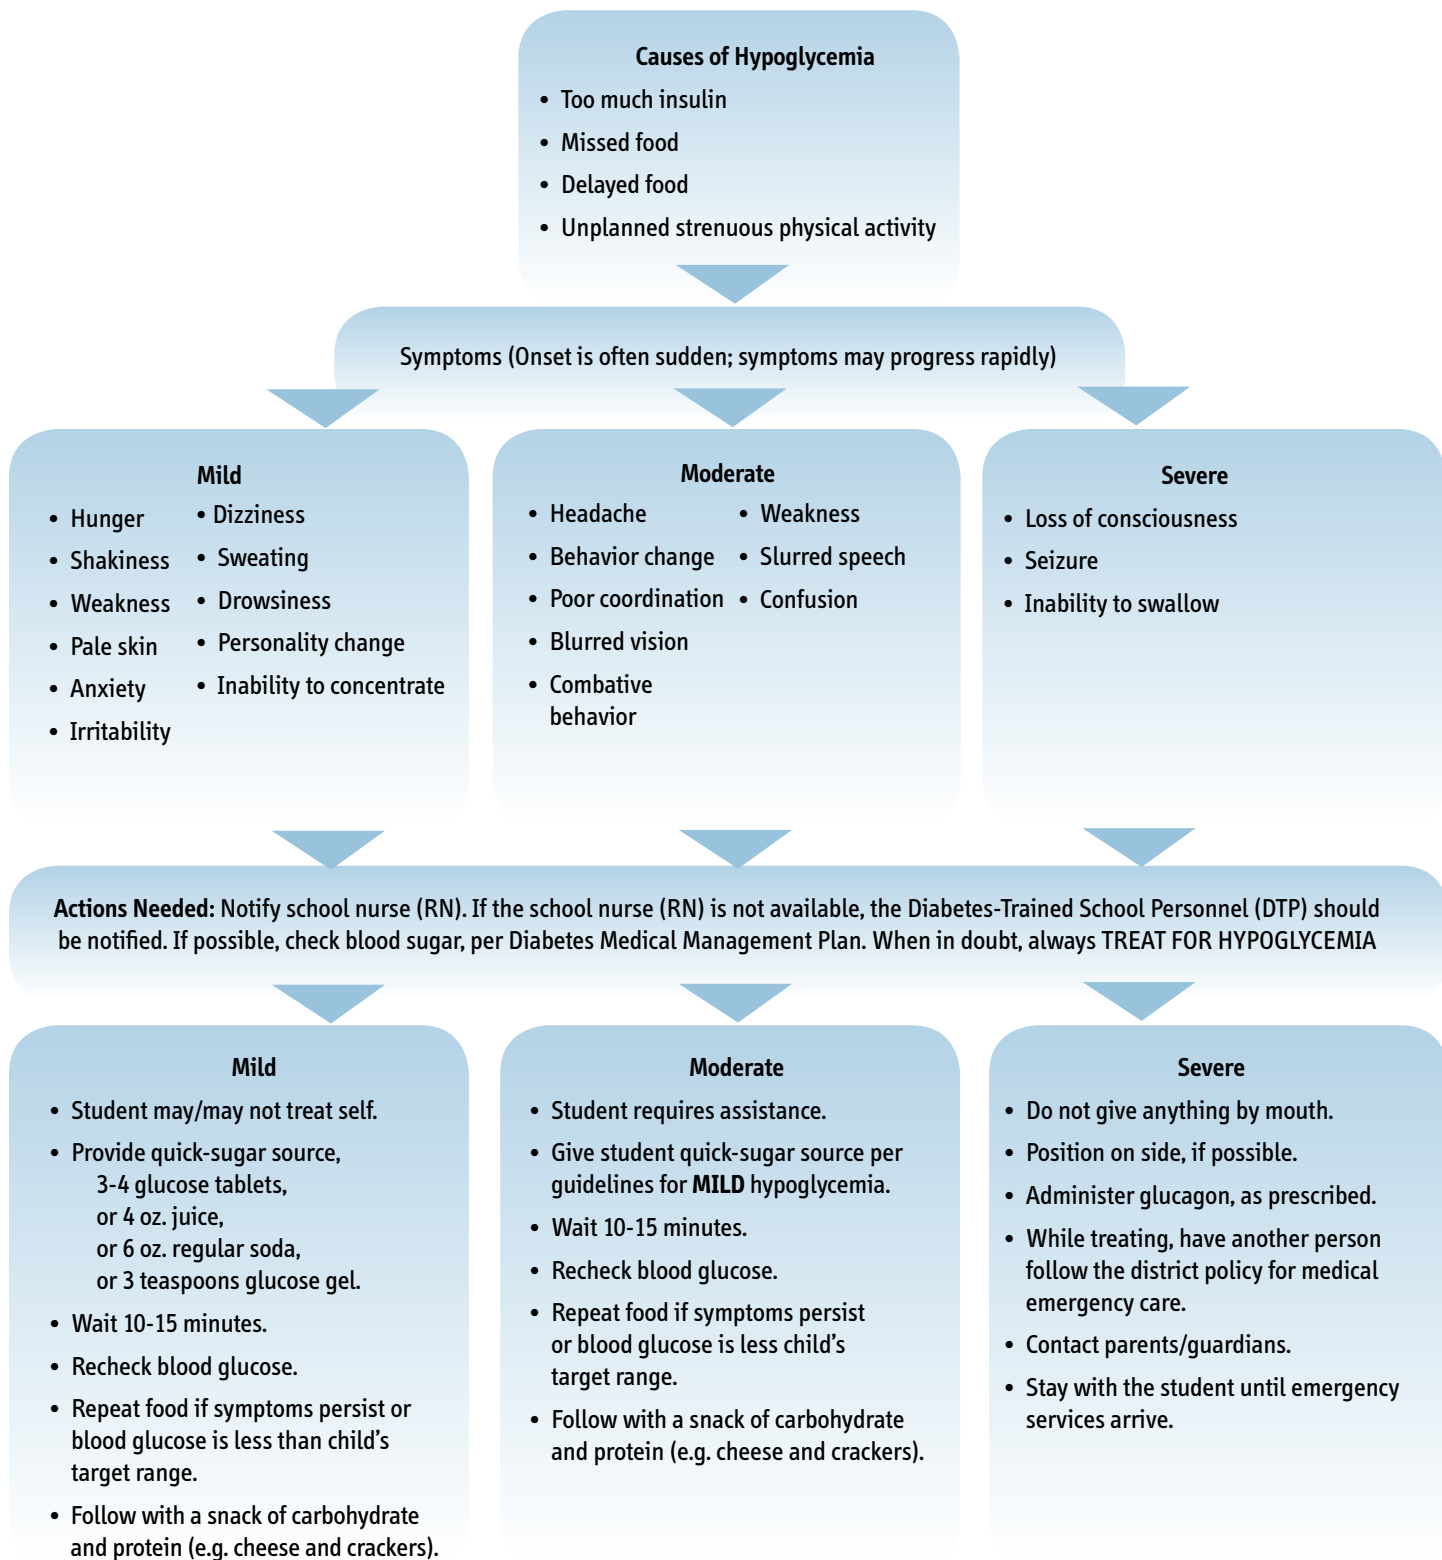 Causes of Hypoglycemia
• Too much insulin
• Missed food
• Delayed food
• Unplanned strenuous physical activity
Symptoms (Onset is often sudden; symptoms may progress rapidly)
Mild
• Hunger
• Shakiness
• Weakness
• Pale skin
• Anxiety
• Irritability
• Dizziness
• Sweating
• Drowsiness
• Personality change
• Inability to concentrate
Moderate
• Headache
• Behavior change
• Poor coordination
• Blurred vision
• Combative
behavior
• Weakness
• Slurred speech
• Confusion
Severe
• Loss of consciousness
• Seizure
• Inability to swallow
Actions Needed: Notify school nurse (RN). If the school nurse (RN) is not available, the Diabetes-Trained School Personnel (DTP) should
be notified. If possible, check blood sugar, per Diabetes Medical Management Plan. When in doubt, always TREAT FOR HYPOGLYCEMIA
Mild
• Student may/may not treat self.
• Provide quick-sugar source,
3-4 glucose tablets,
or 4 oz. juice,
or 6 oz. regular soda,
or 3 teaspoons glucose gel.
• Wait 10-15 minutes.
• Recheck blood glucose.
• Repeat food if symptoms persist or
blood glucose is less than child's
target range.
• Follow with a snack of carbohydrate
and protein (e.g. cheese and crackers).
Moderate
• Student requires assistance.
• Give student quick-sugar source per
guidelines for MILD hypoglycemia.
• Wait 10-15 minutes.
• Recheck blood glucose.
• Repeat food if symptoms persist
or blood glucose is less child's
target range.
• Follow with a snack of carbohydrate
and protein (e.g. cheese and crackers).
Severe
• Do not give anything by mouth.
• Position on side, if possible.
• Administer glucagon, as prescribed.
• While treating, have another person
follow the district policy for medical
emergency care.
• Contact parents/guardians.
• Stay with the student until emergency
services arrive.